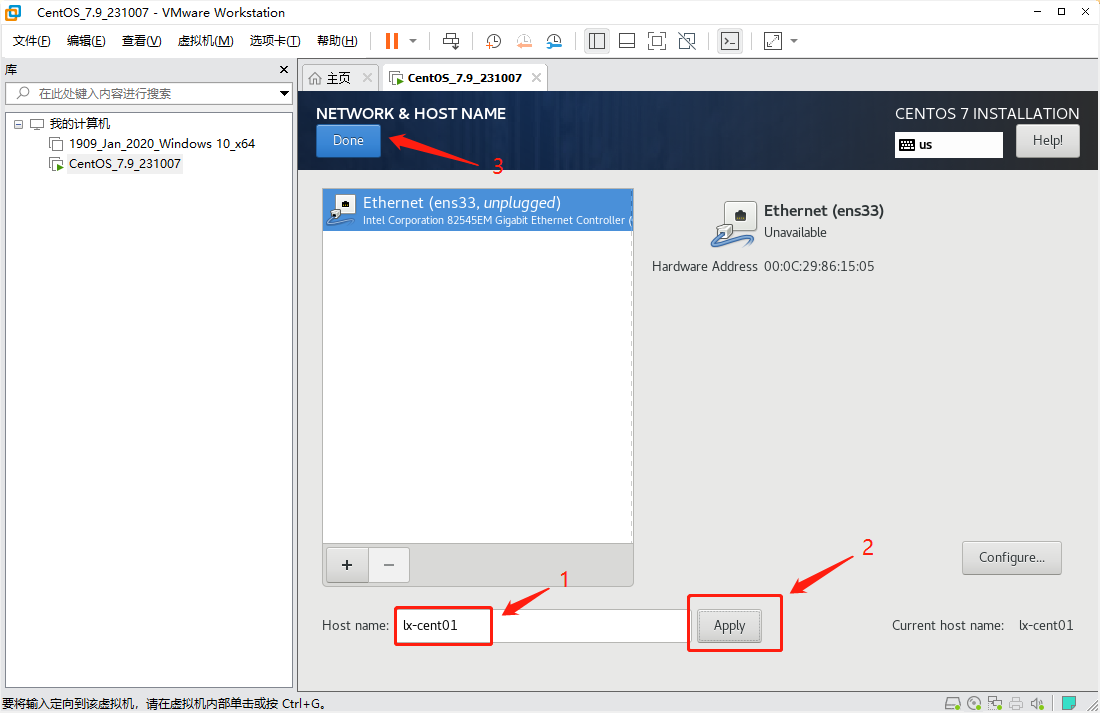 CentOS_7.9_231007 - VMware Workstation
文件(F) 编辑(E) 查看(V) 虚拟机(M) 选项卡(T) 帮助(H)
库
在此处键入内容进行搜索
我的计算机
1909_Jan_2020_Windows 10_x64
CentOS_7.9_231007
主页
CentOS_7.9_231007
NETWORK & HOST NAME
CENTOS 7 INSTALLATION
Done
us
Help!
3
Ethernet (ens33, unplugged)
Intel Corporation 82545EM Gigabit Ethernet Controller (
Ethernet (ens33)
Unavailable
Hardware Address 00:0C:29:86:15:05
+ −
Configure...
1
2
Host name: lx-cent01
Apply
Current host name: lx-cent01
要将输入定向到该虚拟机，请在虚拟机内部单击或按 Ctrl+G。